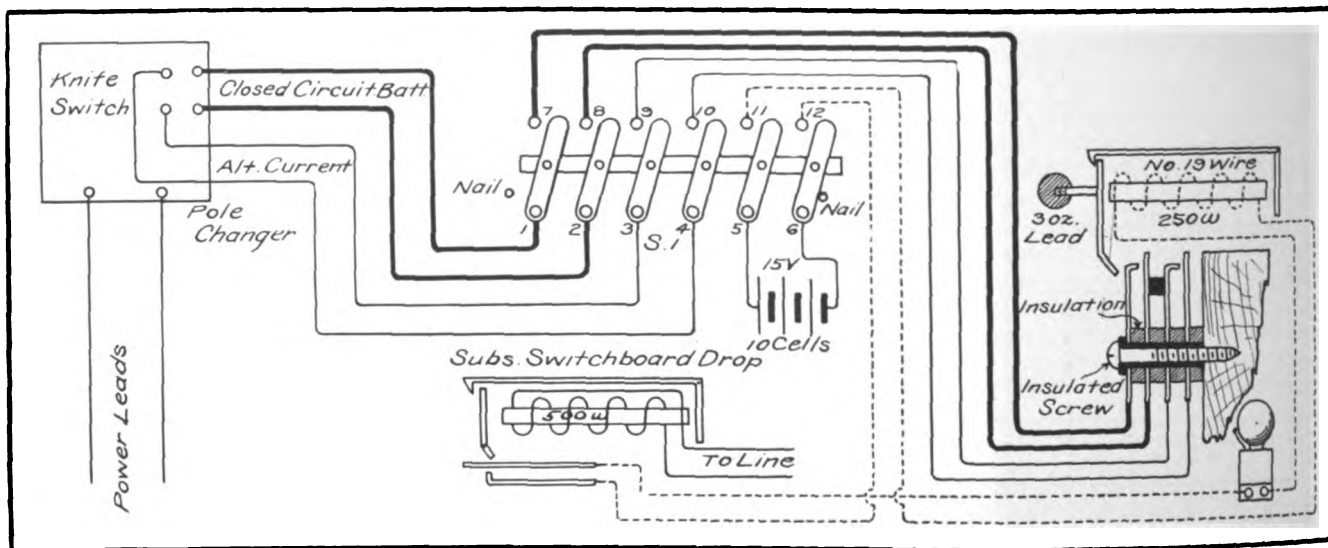 Knife
Switch
Closed Circuit Batt.
Alt. Current
Pole
Changer
Power Leads
Nail
7
8
9
10
11
12
Nail
1
2
3
4
5
6
S.1
15V
10 Cells
Subs. Switchboard Drop
500ω
To Line
No. 19 Wire
250ω
3 oz.
Lead
Insulation
Insulated
Screw